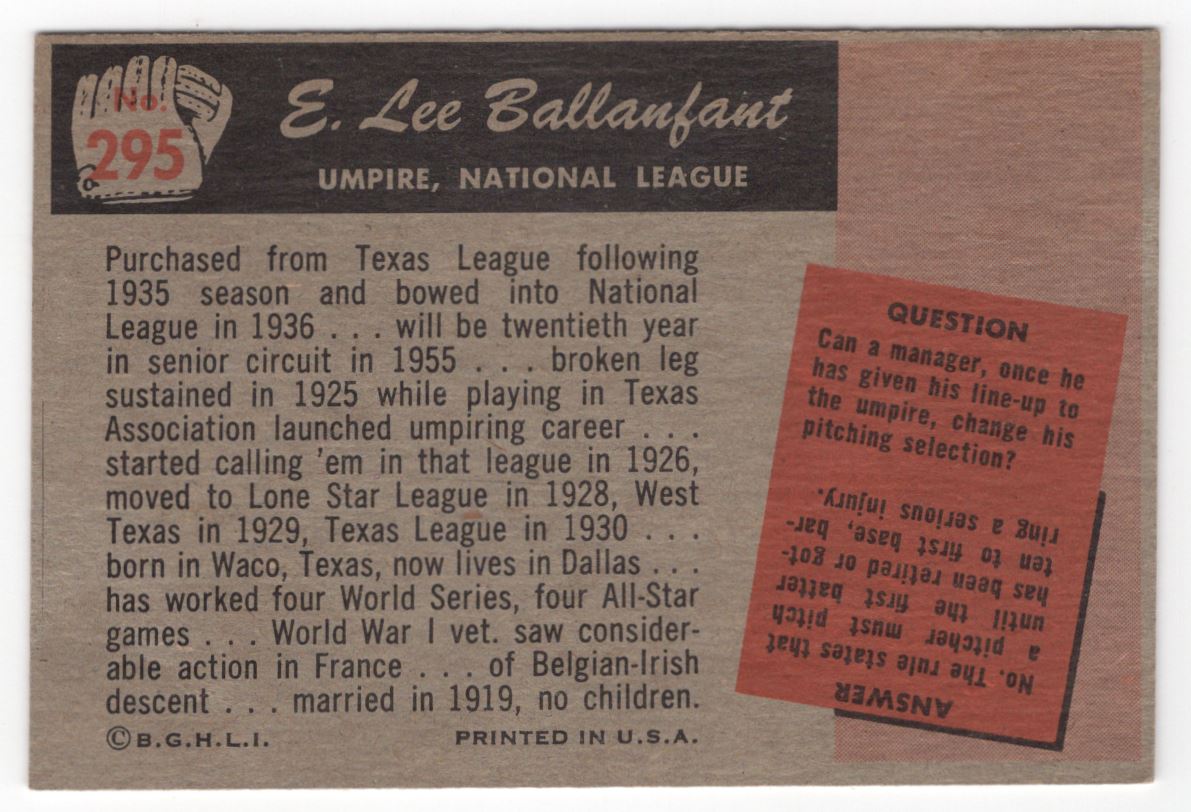 No.
295
E. Lee Ballanfant
UMPIRE, NATIONAL LEAGUE
Purchased from Texas League following
1935 season and bowed into National
League in 1936 . . . will be twentieth year
in senior circuit in 1955 . . . broken leg
sustained in 1925 while playing in Texas
Association launched umpiring career . . .
started calling 'em in that league in 1926,
moved to Lone Star League in 1928, West
Texas in 1929, Texas League in 1930 . . .
born in Waco, Texas, now lives in Dallas . . .
has worked four World Series, four All-Star
games . . . World War I vet. saw consider-
able action in France . . . of Belgian-Irish
descent . . . married in 1919, no children.
©B.G.H.L.I.
PRINTED IN U.S.A.
QUESTION
Can a manager, once he
has given his line-up to
the umpire, change his
pitching selection?
ANSWER
No. The rule states that
a pitcher must pitch
until the first batter
has been retired or got-
ten to first base, bar-
ring a serious injury.